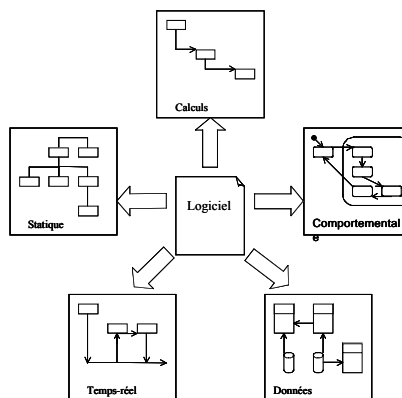 Calculs
Statique
Logiciel
Comportemental
e
Temps-réel
Données